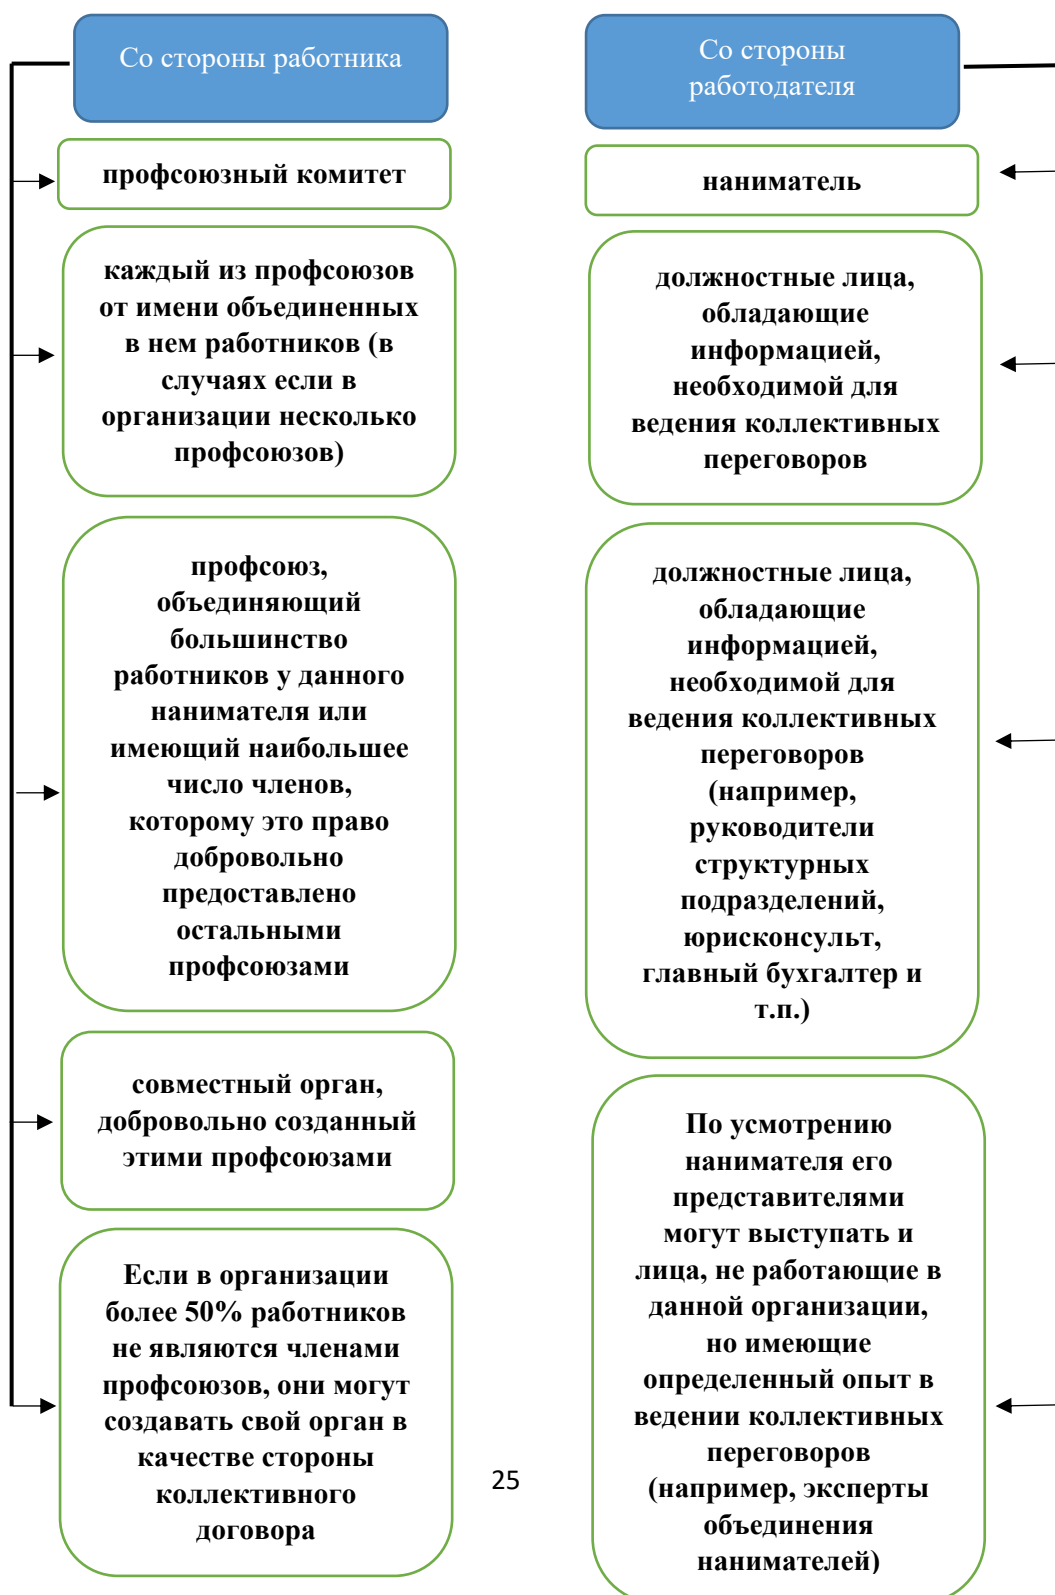 Со стороны работника
профсоюзный комитет
каждый из профсоюзов
от имени объединенных
в нем работников (в
случаях если в
организации несколько
профсоюзов)
профсоюз,
объединяющий
большинство
работников у данного
нанимателя или
имеющий наибольшее
число членов,
которому это право
добровольно
предоставлено
остальными
профсоюзами
совместный орган,
добровольно созданный
этими профсоюзами
Если в организации
более 50% работников
не являются членами
профсоюзов, они могут
создавать свой орган в
качестве стороны
коллективного
договора
Со стороны
работодателя
наниматель
должностные лица,
обладающие
информацией,
необходимой для
ведения коллективных
переговоров
должностные лица,
обладающие
информацией,
необходимой для
ведения коллективных
переговоров
(например,
руководители
структурных
подразделений,
юрисконсульт,
главный бухгалтер и
т.п.)
По усмотрению
нанимателя его
представителями
могут выступать и
лица, не работающие в
данной организации,
но имеющие
определенный опыт в
ведении коллективных
переговоров
(например, эксперты
объединения
нанимателей)
25